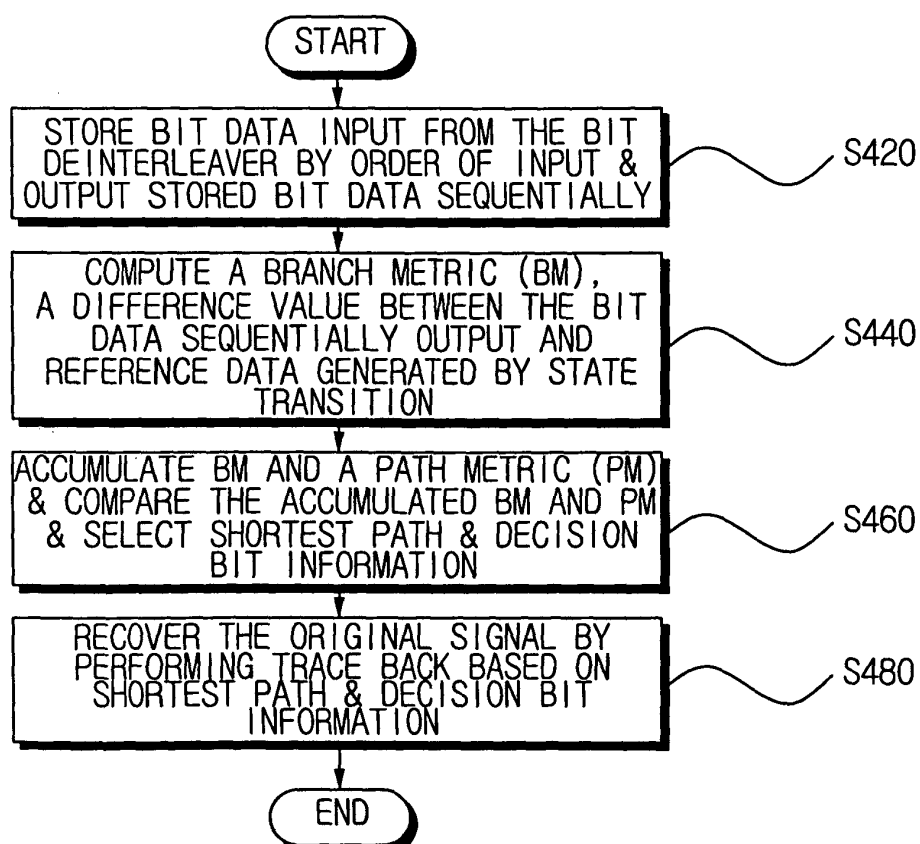 START
STORE BIT DATA INPUT FROM THE BIT
DEINTERLEAVER BY ORDER OF INPUT &
OUTPUT STORED BIT DATA SEQUENTIALLY
S420
COMPUTE A BRANCH METRIC (BM),
A DIFFERENCE VALUE BETWEEN THE BIT
DATA SEQUENTIALLY OUTPUT AND
REFERENCE DATA GENERATED BY STATE
TRANSITION
S440
ACCUMULATE BM AND A PATH METRIC (PM)
& COMPARE THE ACCUMULATED BM AND PM
& SELECT SHORTEST PATH & DECISION
BIT INFORMATION
S460
RECOVER THE ORIGINAL SIGNAL BY
PERFORMING TRACE BACK BASED ON
SHORTEST PATH & DECISION BIT
INFORMATION
S480
END